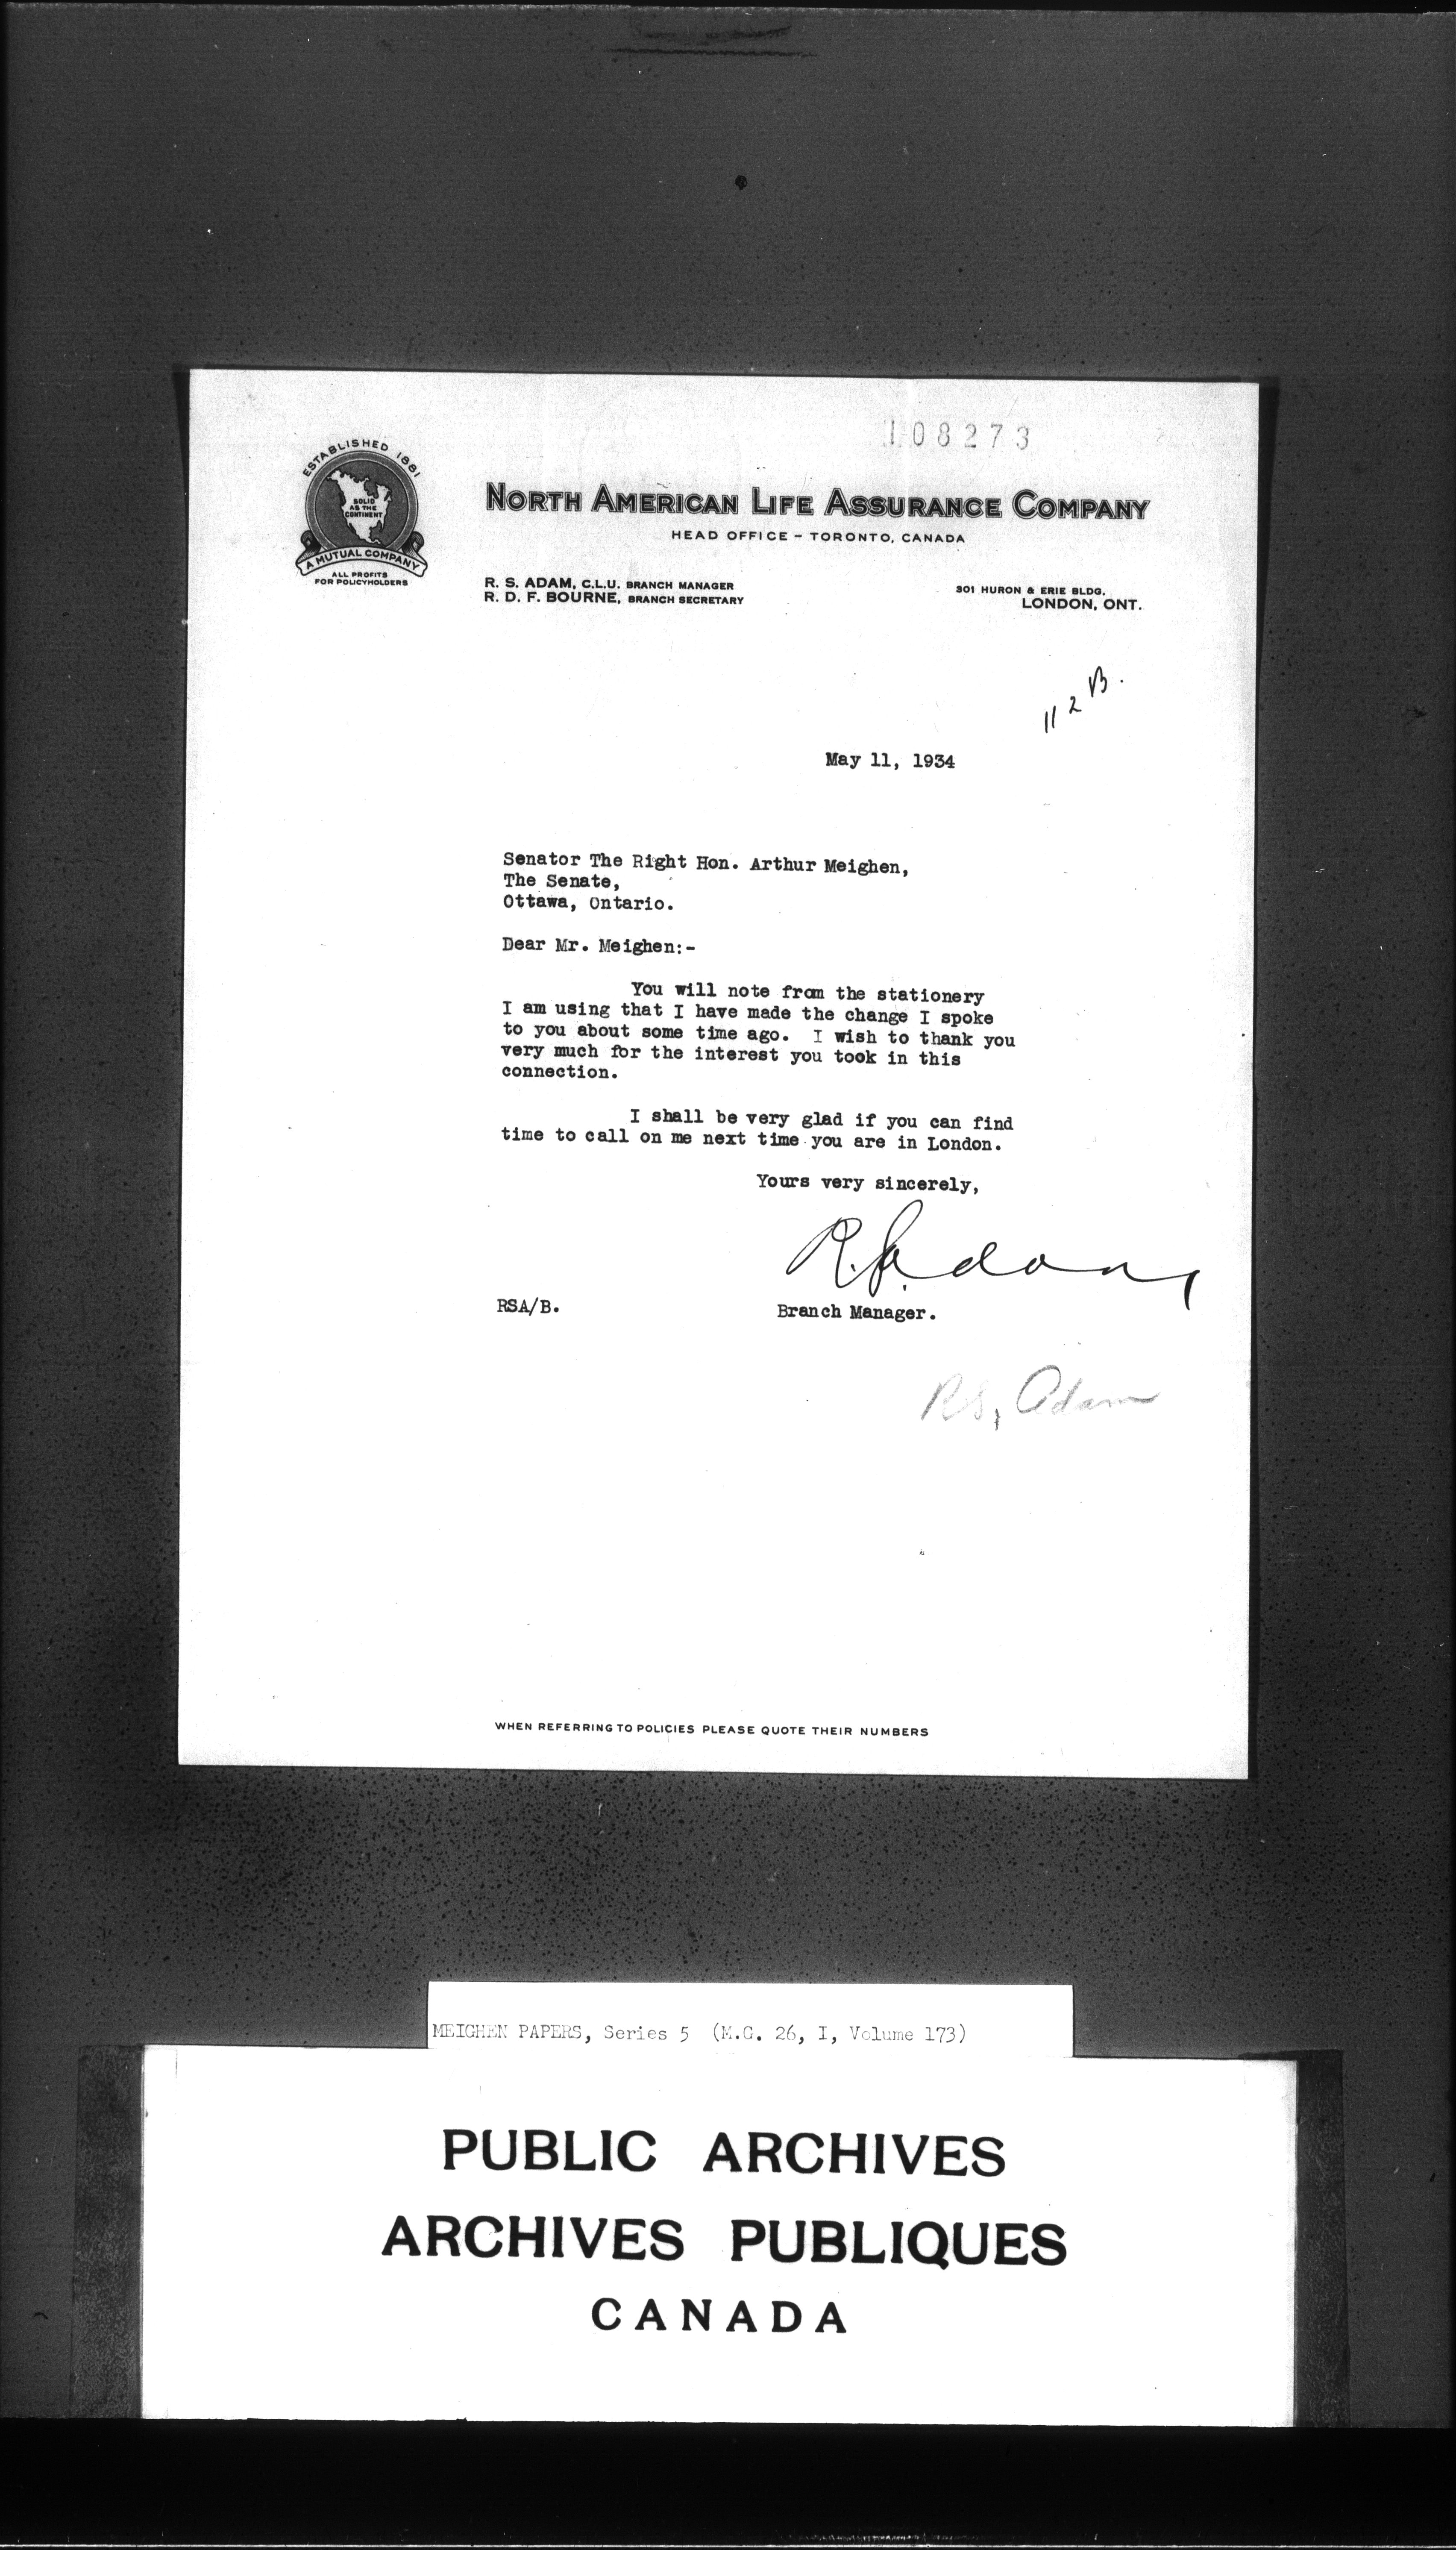 108273
ESTABLISHED 1881
SOLID
AS THE
CONTINENT
A MUTUAL COMPANY
ALL PROFITS
FOR POLICYHOLDERS
NORTH AMERICAN LIFE ASSURANCE COMPANY
HEAD OFFICE - TORONTO, CANADA
R. S. ADAM, C.L.U. BRANCH MANAGER
R. D. F. BOURNE, BRANCH SECRETARY
301 HURON & ERIE BLDG.
LONDON, ONT.
112 B.
May 11, 1934
Senator The Right Hon. Arthur Meighen,
The Senate,
Ottawa, Ontario.
Dear Mr. Meighen:-
You will note from the stationery
I am using that I have made the change I spoke
to you about some time ago. I wish to thank you
very much for the interest you took in this
connection.
I shall be very glad if you can find
time to call on me next time you are in London.
Yours very sincerely,
R.S. Adam
RSA/B.
Branch Manager.
RS, Adam
WHEN REFERRING TO POLICIES PLEASE QUOTE THEIR NUMBERS
MEIGHEN PAPERS, Series 5 (M.G. 26, I, Volume 173)
PUBLIC ARCHIVES
ARCHIVES PUBLIQUES
CANADA